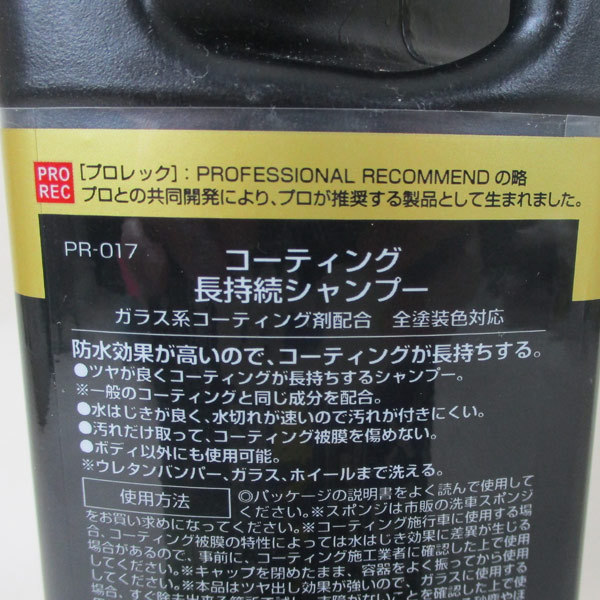 PRO
REC
[プロレック]：PROFESSIONAL RECOMMENDの略
プロとの共同開発により、プロが推奨する製品として生まれました。
PR-017
コーティング
長持続シャンプー
ガラス系コーティング剤配合　全塗装色対応
防水効果が高いので、コーティングが長持ちする。
●ツヤが良くコーティングが長持ちするシャンプー。
※一般のコーティングと同じ成分を配合。
●水はじきが良く、水切れが速いので汚れが付きにくい。
●汚れだけ取って、コーティング被膜を傷めない。
●ボディ以外にも使用可能。
※ウレタンバンパー、ガラス、ホイールまで洗える。
使用方法
◎パッケージの説明書をよく読んで使用して
ください。※スポンジは市販の洗車スポンジ
をお買い求めになってください。※コーティング施行車に使用する場
合、コーティング被膜の特性によっては水はじき効果に差異が生じる
場合があるので、事前に、コーティング施工業者に確認した上で使用
してください。※キャップを閉めたまま、容器をよく振ってから使用
してください。※本品はツヤ出し効果が強いので、ガラスに使用する